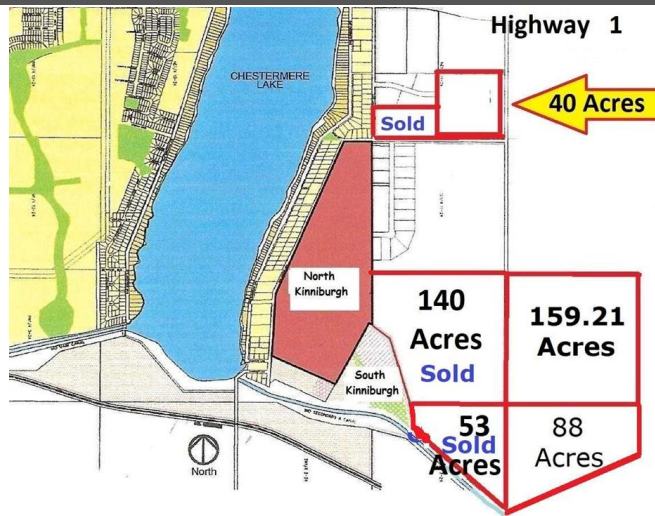 Highway 1
CHESTERMERE
LAKE
40 Acres
Sold
North
Kinniburgh
140
Acres
Sold
159.21
Acres
South
Kinniburgh
53
Sold
Acres
88
Acres
North